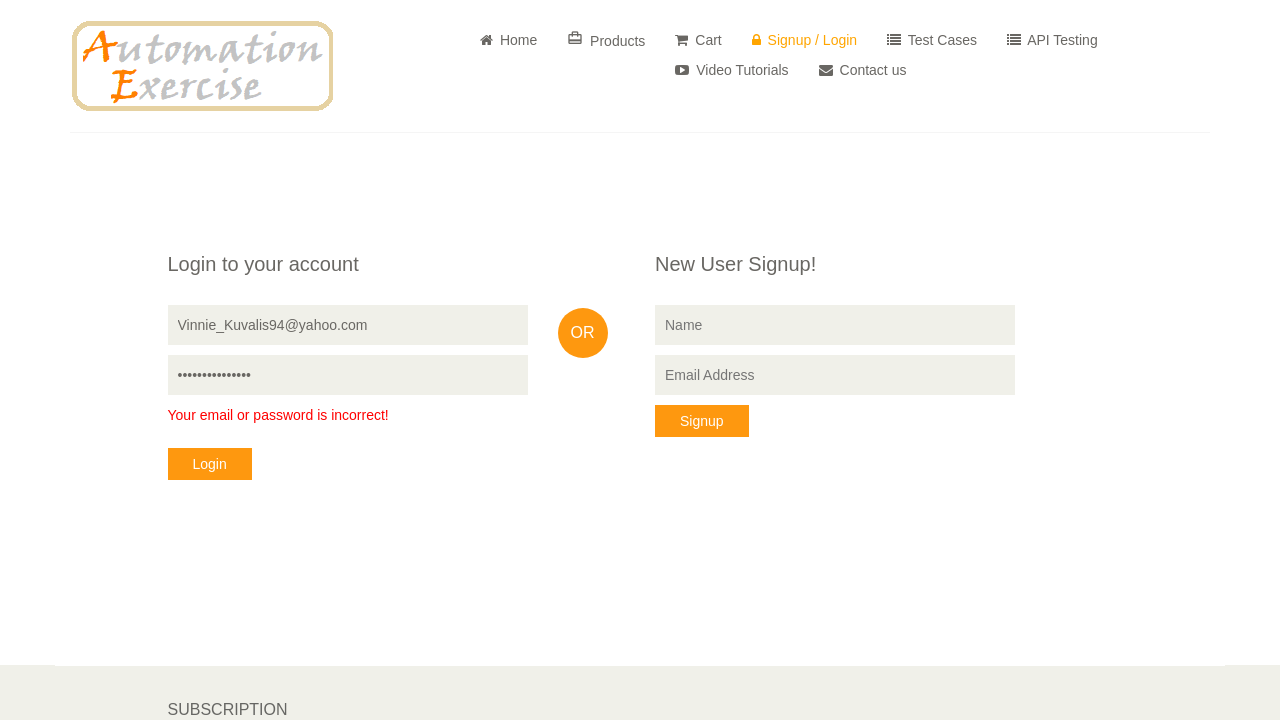 Automation
Exercise
Home
Products
Cart
Signup / Login
Test Cases
API Testing
Video Tutorials
Contact us
Login to your account
Vinnie_Kuvalis94@yahoo.com
•••••••••••••••
Your email or password is incorrect!
Login
OR
New User Signup!
Name
Email Address
Signup
SUBSCRIPTION